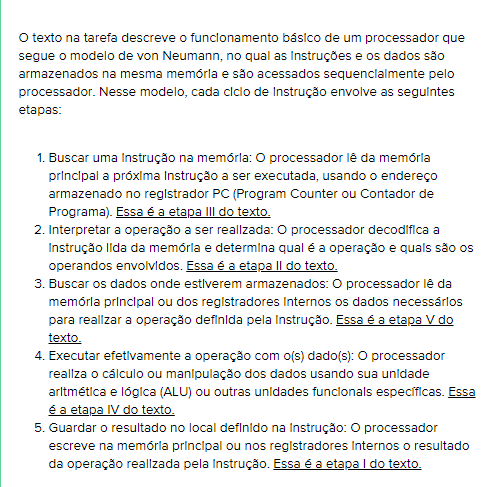 O texto na tarefa descreve o funcionamento básico de um processador que
segue o modelo de von Neumann, no qual as instruções e os dados são
armazenados na mesma memória e são acessados sequencialmente pelo
processador. Nesse modelo, cada ciclo de instrução envolve as seguintes
etapas:
1. Buscar uma instrução na memória: O processador lê da memória
principal a próxima instrução a ser executada, usando o endereço
armazenado no registrador PC (Program Counter ou Contador de
Programa). Essa é a etapa III do texto.
2. Interpretar a operação a ser realizada: O processador decodifica a
instrução lida da memória e determina qual é a operação e quais são os
operandos envolvidos. Essa é a etapa II do texto.
3. Buscar os dados onde estiverem armazenados: O processador lê da
memória principal ou dos registradores internos os dados necessários
para realizar a operação definida pela instrução. Essa é a etapa V do
texto.
4. Executar efetivamente a operação com o(s) dado(s): O processador
realiza o cálculo ou manipulação dos dados usando sua unidade
aritmética e lógica (ALU) ou outras unidades funcionais específicas. Essa
é a etapa IV do texto.
5. Guardar o resultado no local definido na instrução: O processador
escreve na memória principal ou nos registradores internos o resultado
da operação realizada pela instrução. Essa é a etapa I do texto.